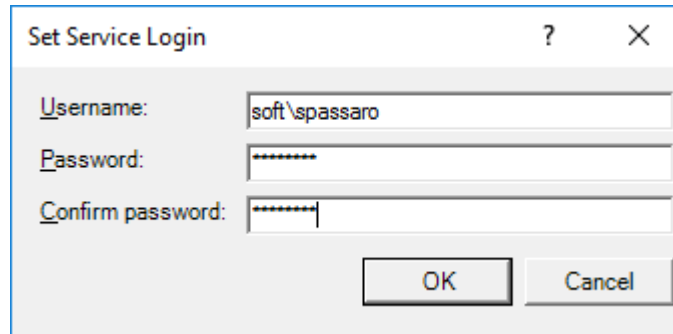 Set Service Login ? ×
Username: soft\spassaro
Password: ********
Confirm password: ********
OK Cancel